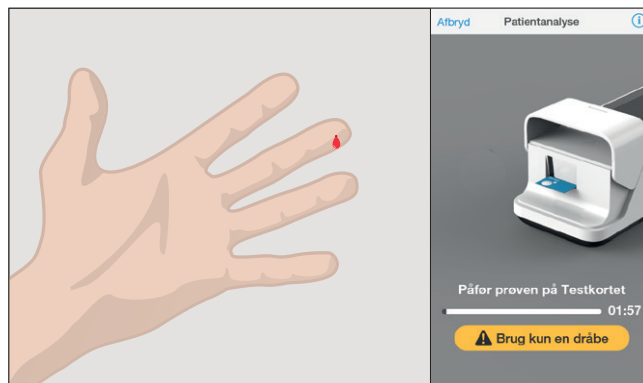 Afbryd Patientanalyse
Påfør prøven på Testkortet
01:57
Brug kun en dråbe